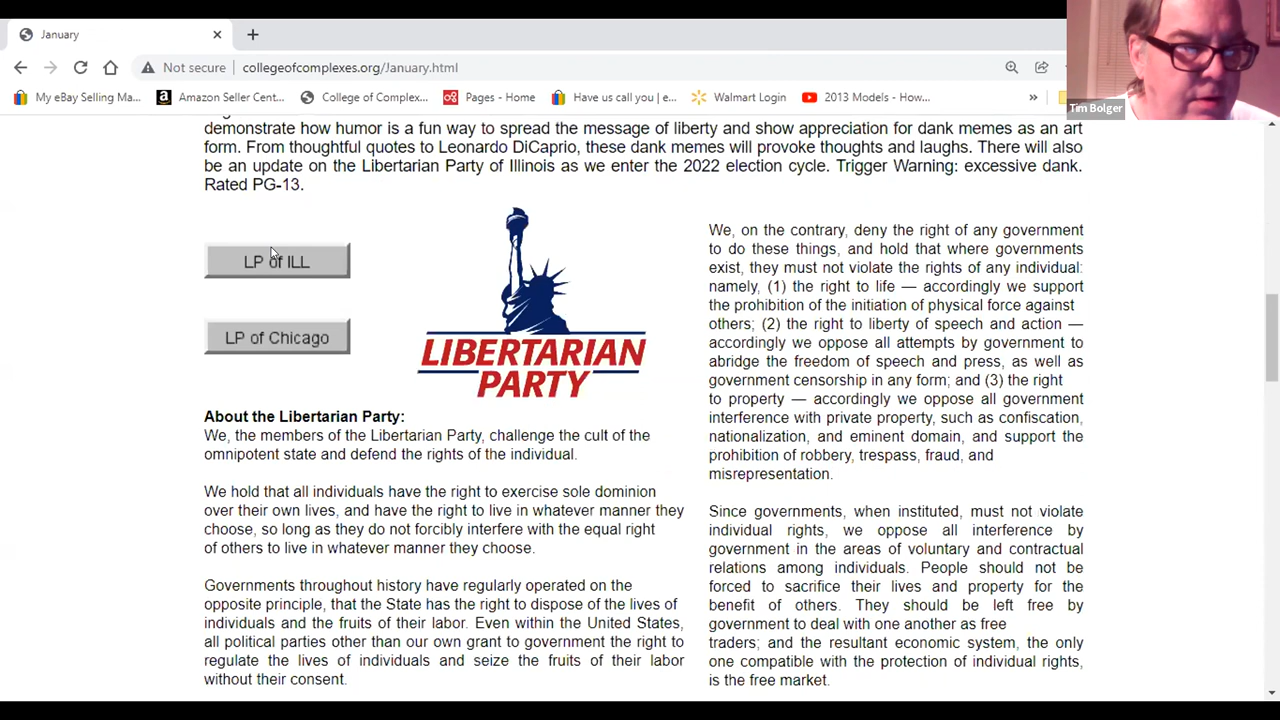 January
Not secure
collegeofcomplexes.org/January.html
My eBay Selling Ma...
Amazon Seller Cent...
College of Complex...
Pages - Home
Have us call you | e...
Walmart Login
2013 Models - How...
Tim Bolger
demonstrate how humor is a fun way to spread the message of liberty and show appreciation for dank memes as an art
form. From thoughtful quotes to Leonardo DiCaprio, these dank memes will provoke thoughts and laughs. There will also
be an update on the Libertarian Party of Illinois as we enter the 2022 election cycle. Trigger Warning: excessive dank.
Rated PG-13.
LP of ILL
LP of Chicago
LIBERTARIAN
PARTY
About the Libertarian Party:
We, the members of the Libertarian Party, challenge the cult of the
omnipotent state and defend the rights of the individual.
We hold that all individuals have the right to exercise sole dominion
over their own lives, and have the right to live in whatever manner they
choose, so long as they do not forcibly interfere with the equal right
of others to live in whatever manner they choose.
Governments throughout history have regularly operated on the
opposite principle, that the State has the right to dispose of the lives of
individuals and the fruits of their labor. Even within the United States,
all political parties other than our own grant to government the right to
regulate the lives of individuals and seize the fruits of their labor
without their consent.
We, on the contrary, deny the right of any government
to do these things, and hold that where governments
exist, they must not violate the rights of any individual:
namely, (1) the right to life — accordingly we support
the prohibition of the initiation of physical force against
others; (2) the right to liberty of speech and action —
accordingly we oppose all attempts by government to
abridge the freedom of speech and press, as well as
government censorship in any form; and (3) the right
to property — accordingly we oppose all government
interference with private property, such as confiscation,
nationalization, and eminent domain, and support the
prohibition of robbery, trespass, fraud, and
misrepresentation.
Since governments, when instituted, must not violate
individual rights, we oppose all interference by
government in the areas of voluntary and contractual
relations among individuals. People should not be
forced to sacrifice their lives and property for the
benefit of others. They should be left free by
government to deal with one another as free
traders; and the resultant economic system, the only
one compatible with the protection of individual rights,
is the free market.